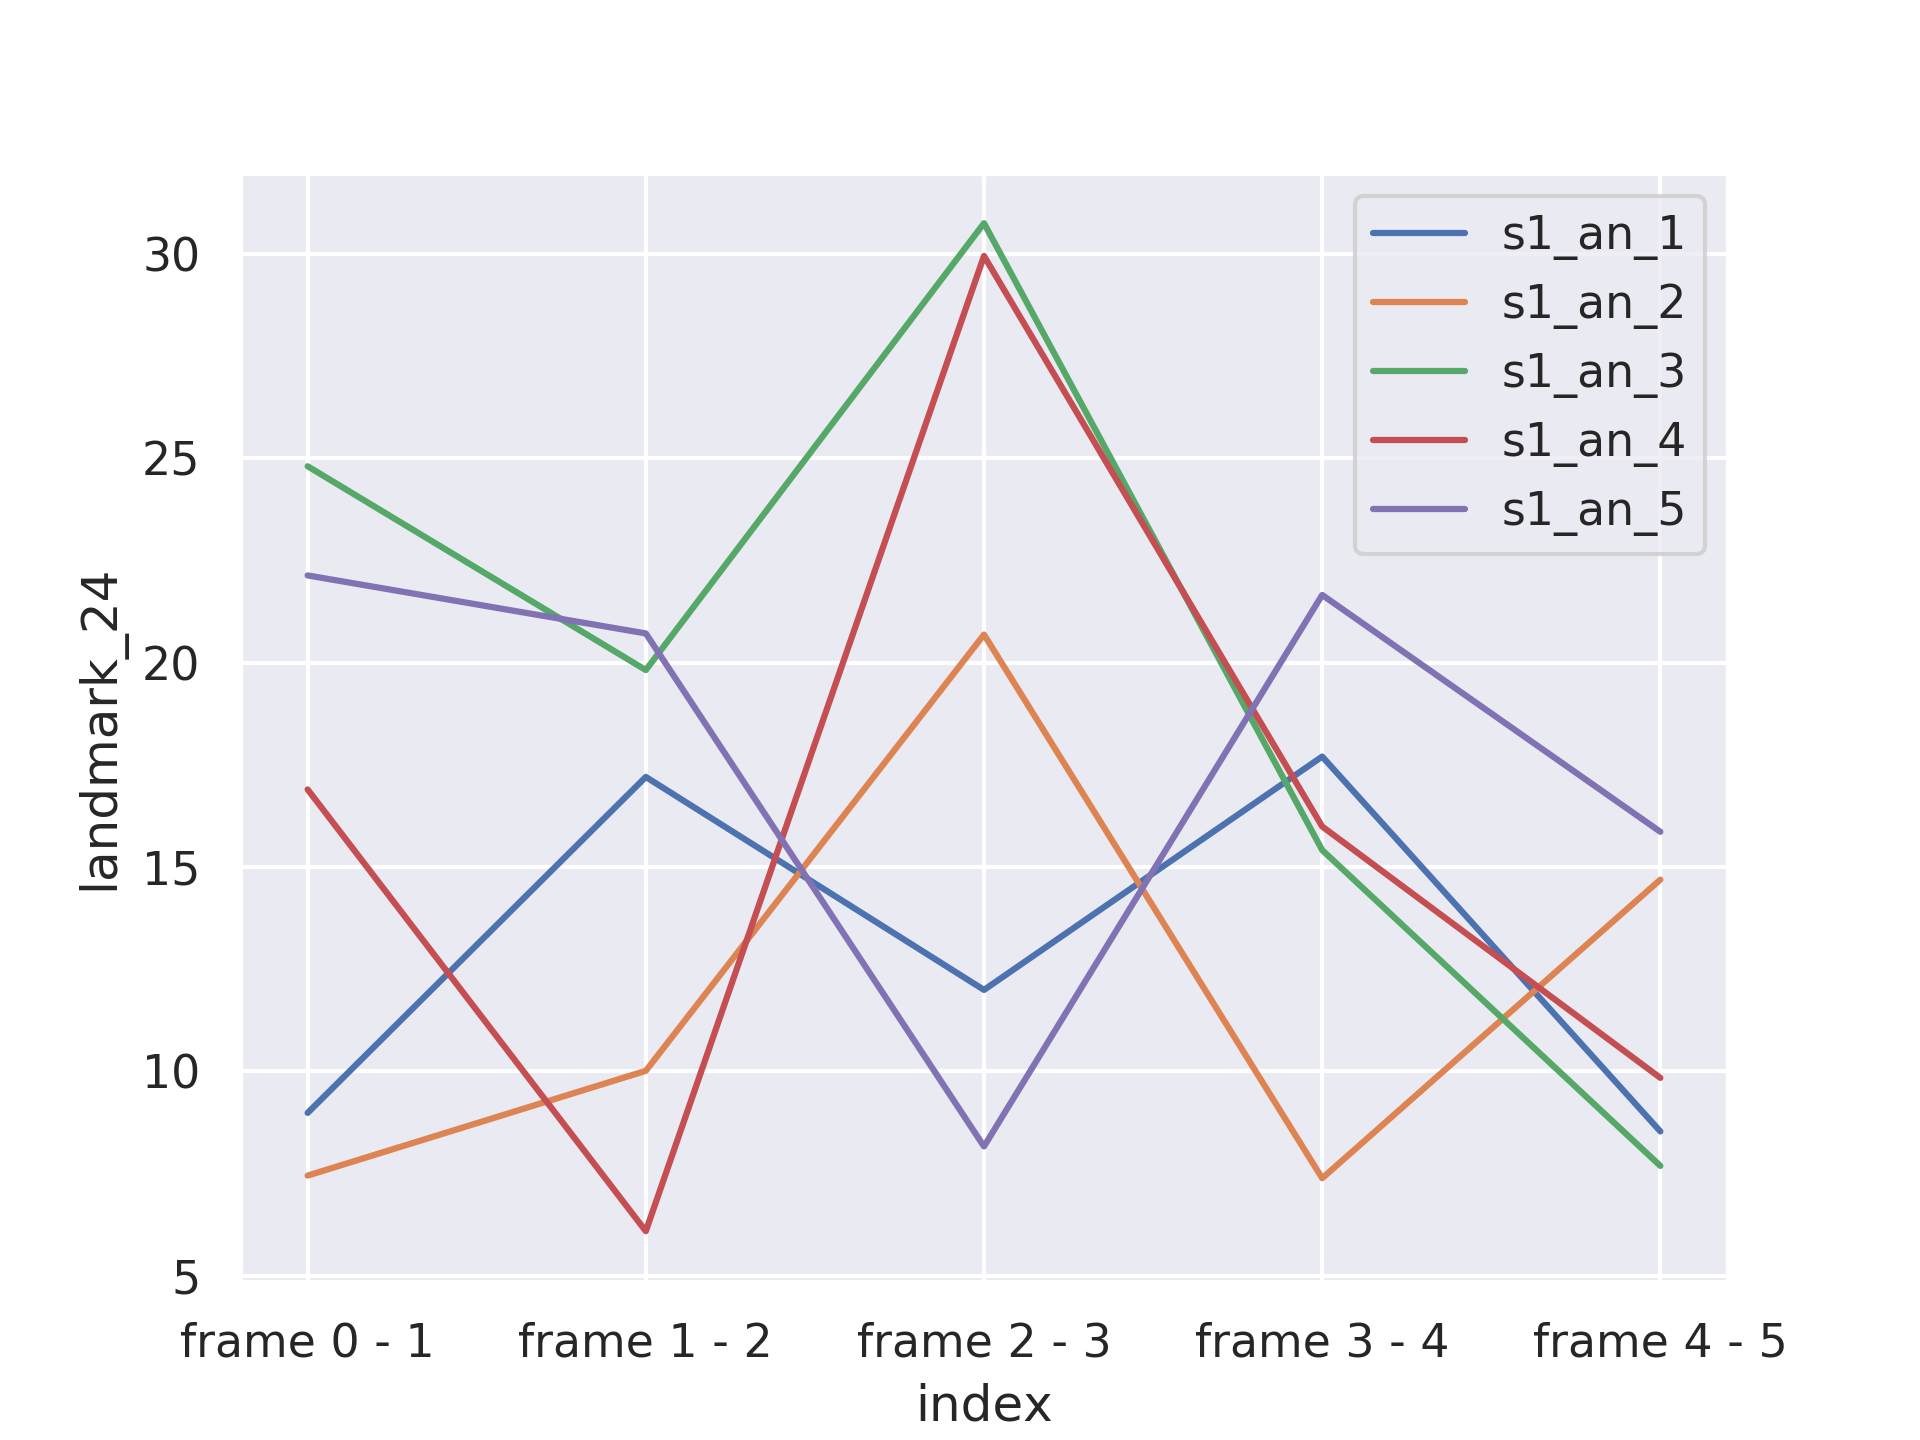 s1_an_1
s1_an_2
s1_an_3
s1_an_4
s1_an_5
30
25
20
15
10
5
landmark_24
frame 0 - 1 frame 1 - 2 frame 2 - 3 frame 3 - 4 frame 4 - 5
index